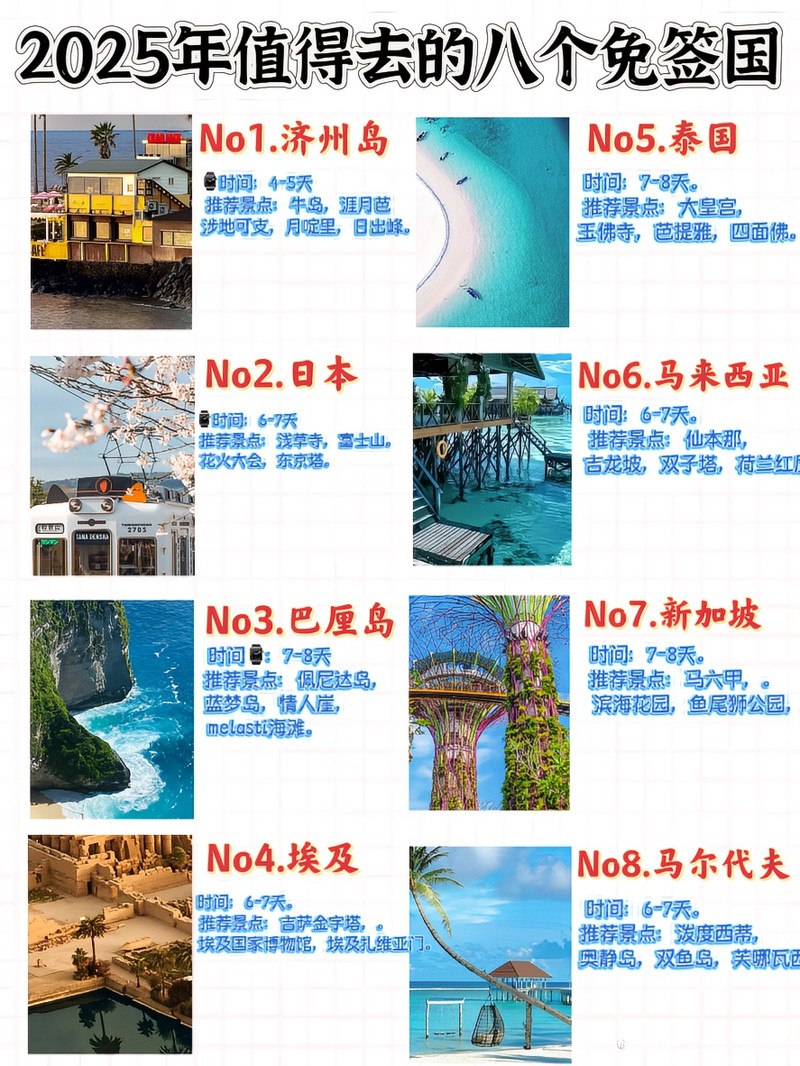 2025年值得去的八个免签国
No1.济州岛
时间：4-5天
推荐景点：牛岛，涯月芭
涉地可支，月啶里，日出峰。
No2.日本
时间：6-7天
推荐景点：浅草寺，富士山。
花火大会，东京塔。
TAMA DENSHA
2705
No3.巴厘岛
时间：7-8天
推荐景点：佩尼达岛，
蓝梦岛，情人崖，
melasti海滩。
No4.埃及
时间：6-7天。
推荐景点：吉萨金字塔，。
埃及国家博物馆，埃及扎维亚门。
No5.泰国
时间：7-8天。
推荐景点：大皇宫，
玉佛寺，芭提雅，四面佛。
No6.马来西亚
时间：6-7天。
推荐景点：仙本那，
吉龙坡，双子塔，荷兰红
No7.新加坡
时间：7-8天。
推荐景点：马六甲，。
滨海花园，鱼尾狮公园，
No8.马尔代夫
时间：6-7天。
推荐景点：泼度西蒂，
奥静岛，双鱼岛，芙哪瓦